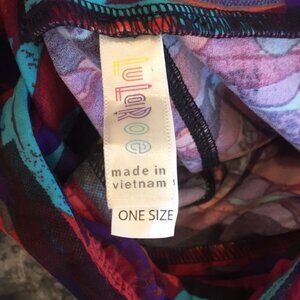 LuLaRoe
made in
vietnam
ONE SIZE